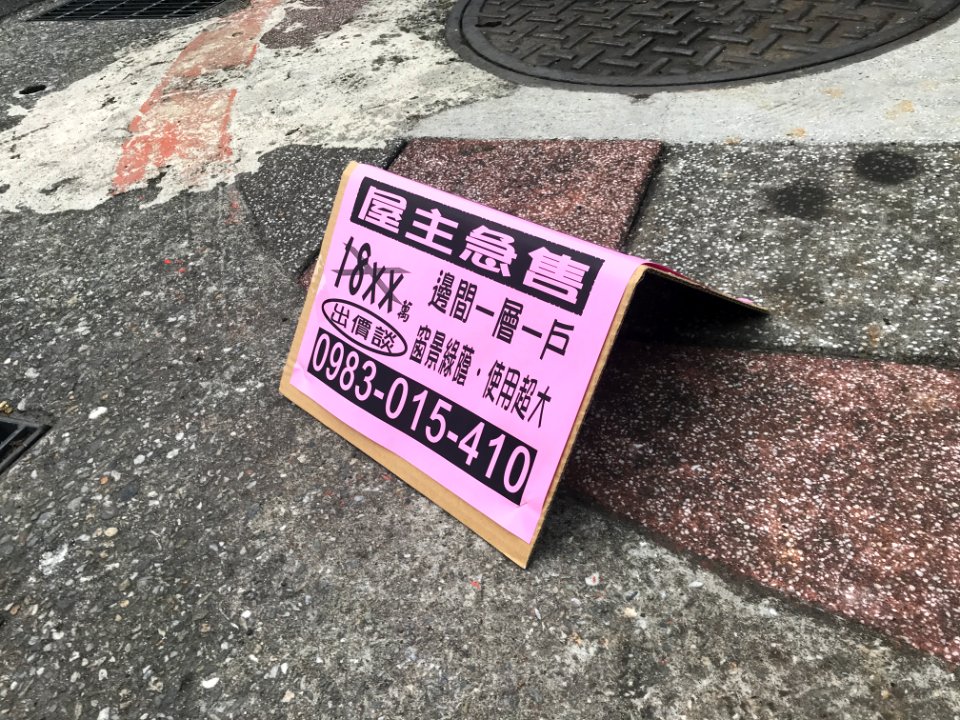 屋主急售
18xx萬
邊間一層一戶
出價談
窗景綠蔭·使用超大
0983-015-410